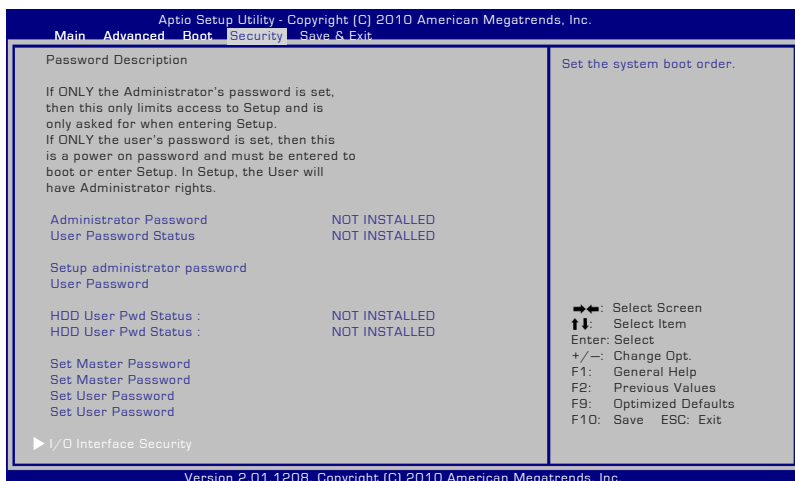 Aptio Setup Utility - Copyright (C) 2010 American Megatrends, Inc.
Main Advanced Boot Security Save & Exit
Password Description
If ONLY the Administrator's password is set,
then this only limits access to Setup and is
only asked for when entering Setup.
If ONLY the user's password is set, then this
is a power on password and must be entered to
boot or enter Setup. In Setup, the User will
have Administrator rights.
Administrator Password NOT INSTALLED
User Password Status NOT INSTALLED
Setup administrator password
User Password
HDD User Pwd Status : NOT INSTALLED
HDD User Pwd Status : NOT INSTALLED
Set Master Password
Set Master Password
Set User Password
Set User Password
I/O Interface Security
Set the system boot order.
→←: Select Screen
↑↓: Select Item
Enter: Select
+/—: Change Opt.
F1: General Help
F2: Previous Values
F9: Optimized Defaults
F10: Save ESC: Exit
Version 2.01.1208. Copyright (C) 2010 American Megatrends, Inc.